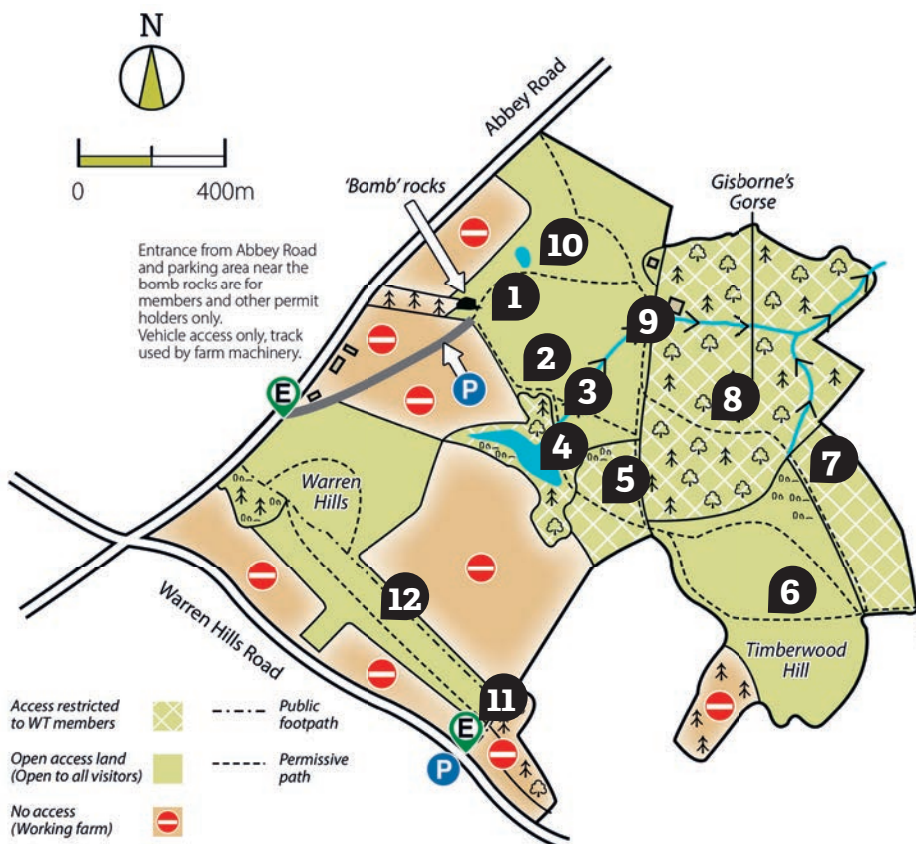 N
0 400m
Abbey Road
'Bomb' rocks
Gisborne's
Gorse
Entrance from Abbey Road
and parking area near the
bomb rocks are for
members and other permit
holders only.
Vehicle access only, track
used by farm machinery.
10
1
9
2
P
3
8
E
4
5
7
Warren
Hills
12
6
Warren Hills Road
Timberwood
Hill
11
E
P
Access restricted
to WT members
Public
footpath
Open access land
(Open to all visitors)
Permissive
path
No access
(Working farm)